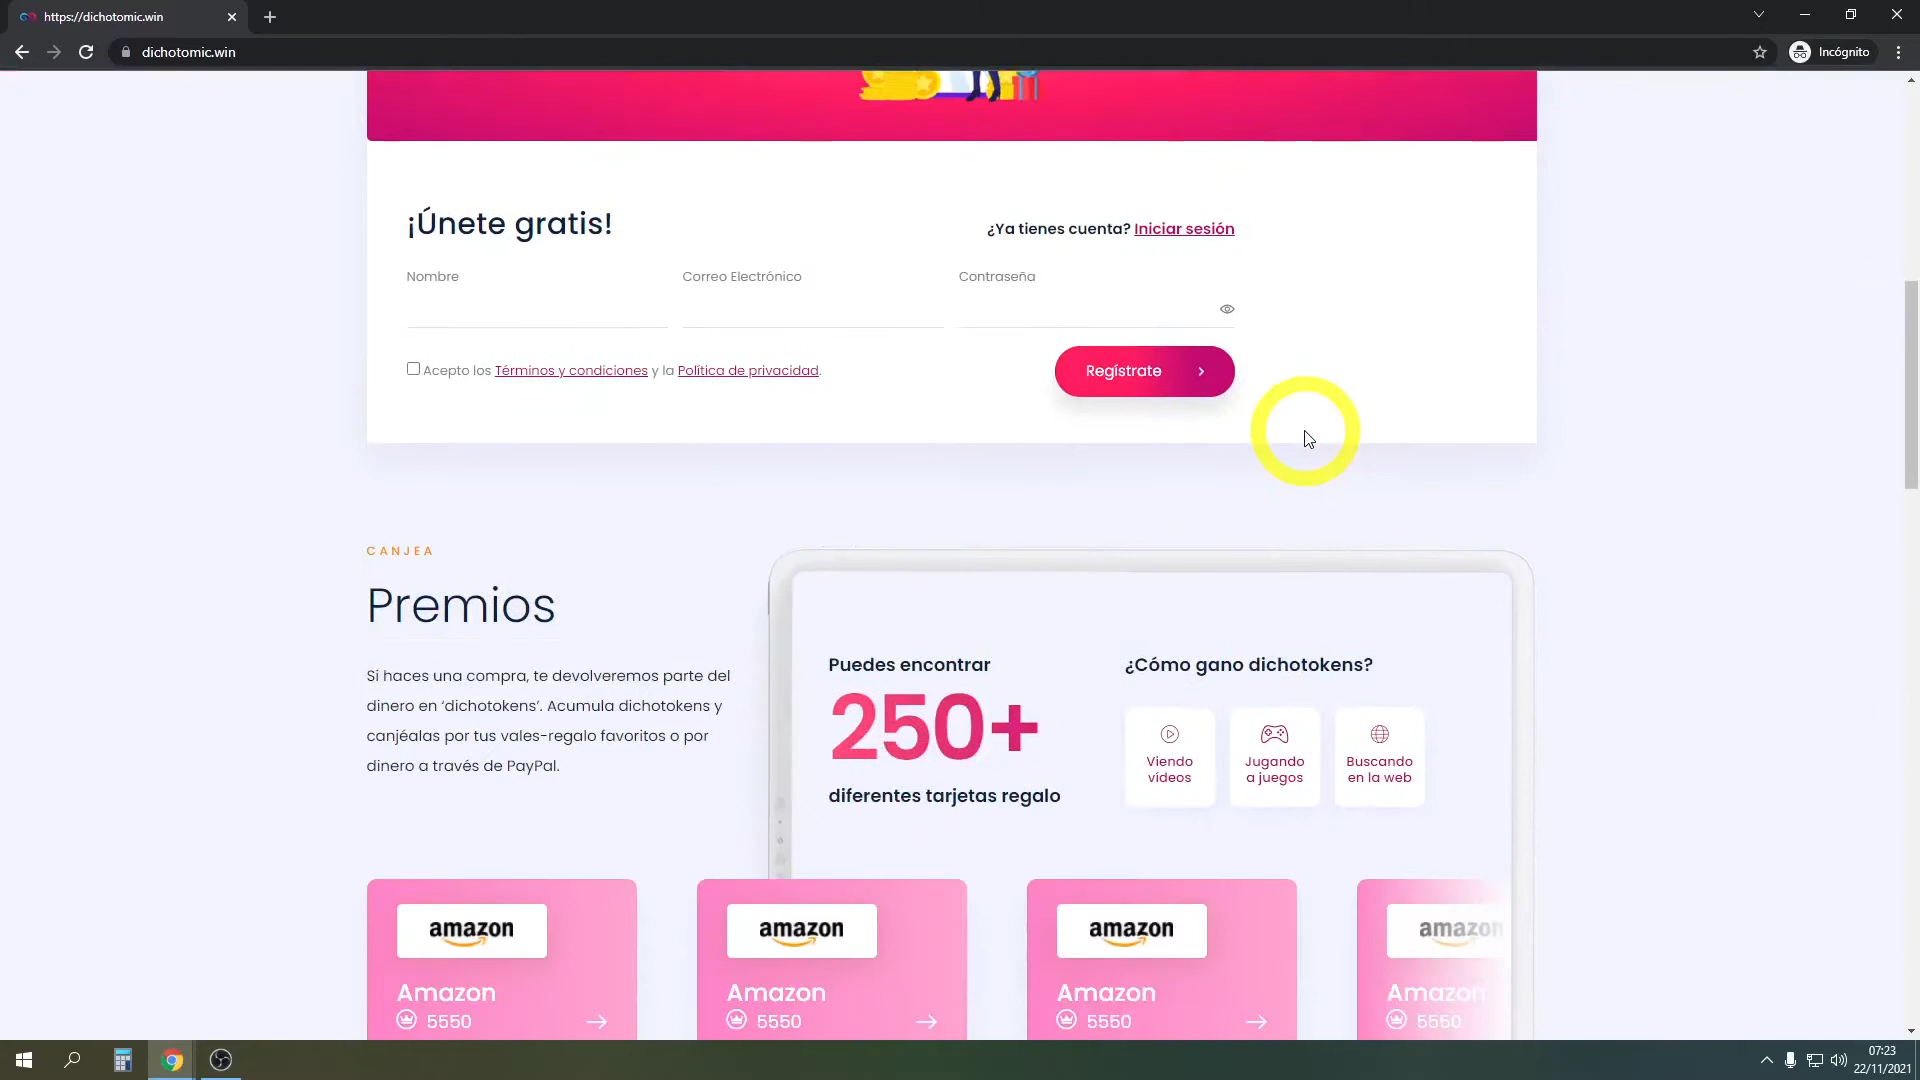 https://dichotomic.win
dichotomic.win
Incógnito
¡Únete gratis!
¿Ya tienes cuenta? Iniciar sesión
Nombre
Correo Electrónico
Contraseña
Acepto los Términos y condiciones y la Política de privacidad.
Regístrate
CANJEA
Premios
Si haces una compra, te devolveremos parte del
dinero en ‘dichotokens’. Acumula dichotokens y
canjéalas por tus vales-regalo favoritos o por
dinero a través de PayPal.
Puedes encontrar
250+
diferentes tarjetas regalo
¿Cómo gano dichotokens?
Viendo
vídeos
Jugando
a juegos
Buscando
en la web
amazon
Amazon
5550
amazon
Amazon
5550
amazon
Amazon
5550
amazon
Amazon
5550
07:23
22/11/2021